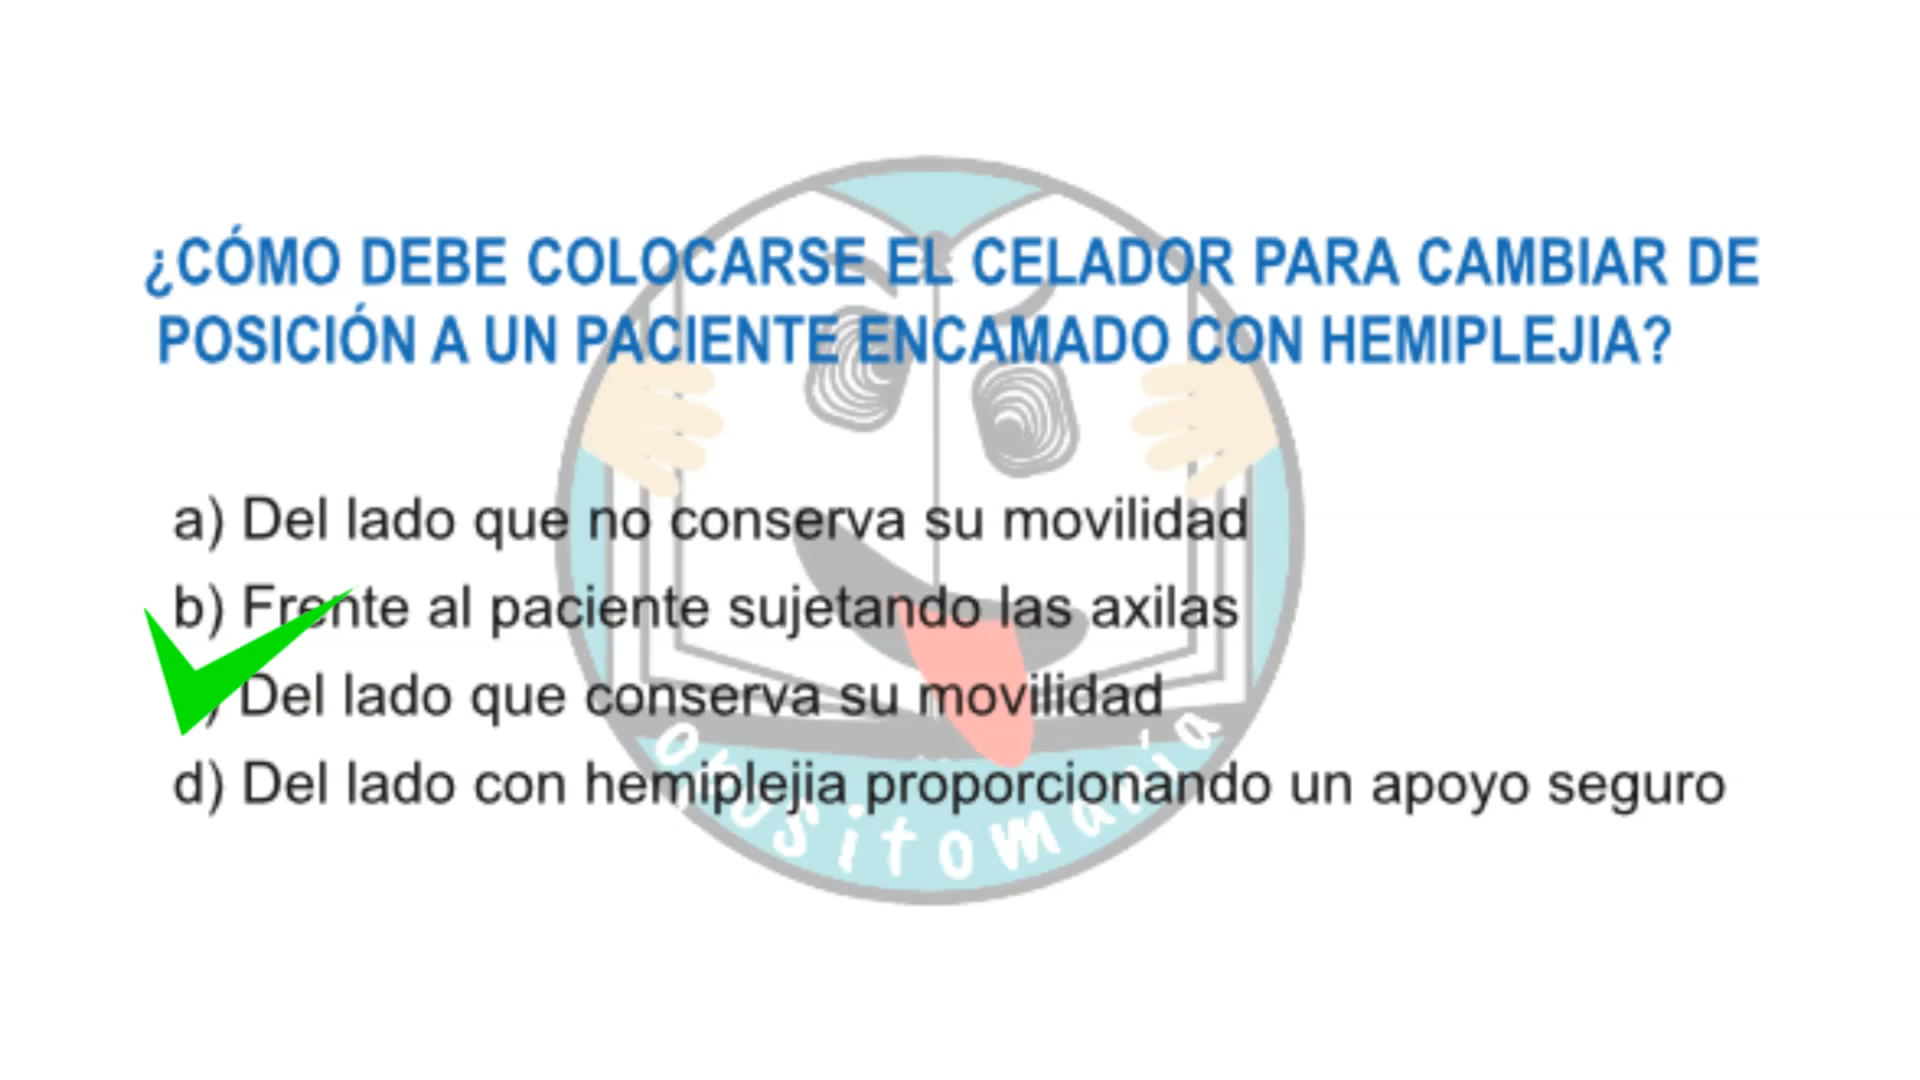 ¿CÓMO DEBE COLOCARSE EL CELADOR PARA CAMBIAR DE
POSICIÓN A UN PACIENTE ENCAMADO CON HEMIPLEJIA?
a) Del lado que no conserva su movilidad
b) Frente al paciente sujetando las axilas
) Del lado que conserva su movilidad
d) Del lado con hemiplejia proporcionando un apoyo seguro
opositomanía